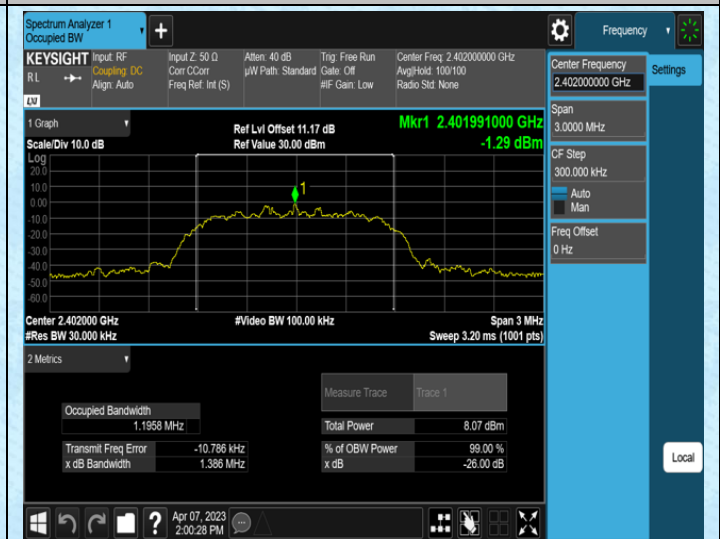 Spectrum Analyzer 1
Occupied BW
+
Frequency
KEYSIGHT
RL
LXI
Input: RF
Coupling: DC
Align: Auto
Input Z: 50 Ω
Corr CCorr
Freq Ref: Int (S)
Atten: 40 dB
µW Path: Standard
Trig: Free Run
Gate: Off
#IF Gain: Low
Center Freq: 2.402000000 GHz
Avg|Hold: 100/100
Radio Std: None
Center Frequency
2.402000000 GHz
Settings
Span
3.0000 MHz
CF Step
300.000 kHz
Auto
Man
Freq Offset
0 Hz
Local
1 Graph
Scale/Div 10.0 dB
Ref Lvl Offset 11.17 dB
Ref Value 30.00 dBm
Mkr1 2.401991000 GHz
-1.29 dBm
Log
20.0
10.0
0.00
-10.0
-20.0
-30.0
-40.0
-50.0
-60.0
1
Center 2.402000 GHz
#Res BW 30.000 kHz
#Video BW 100.00 kHz
Span 3 MHz
Sweep 3.20 ms (1001 pts)
2 Metrics
Measure Trace
Trace 1
Occupied Bandwidth
1.1958 MHz
Total Power
8.07 dBm
Transmit Freq Error
-10.786 kHz
% of OBW Power
99.00 %
x dB Bandwidth
1.386 MHz
x dB
-26.00 dB
?
Apr 07, 2023
2:00:28 PM